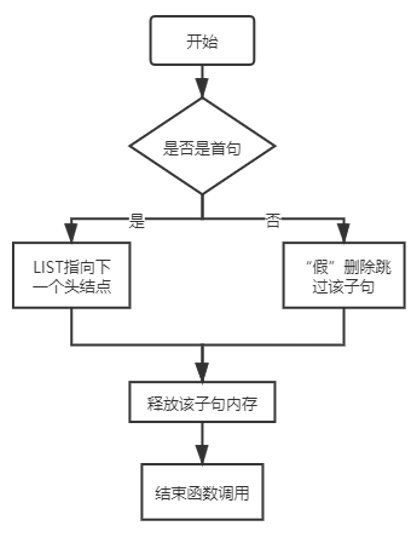 开始
是否是首句
是
否
LIST指向下
一个头结点
“假”删除跳
过该子句
释放该子句内存
结束函数调用